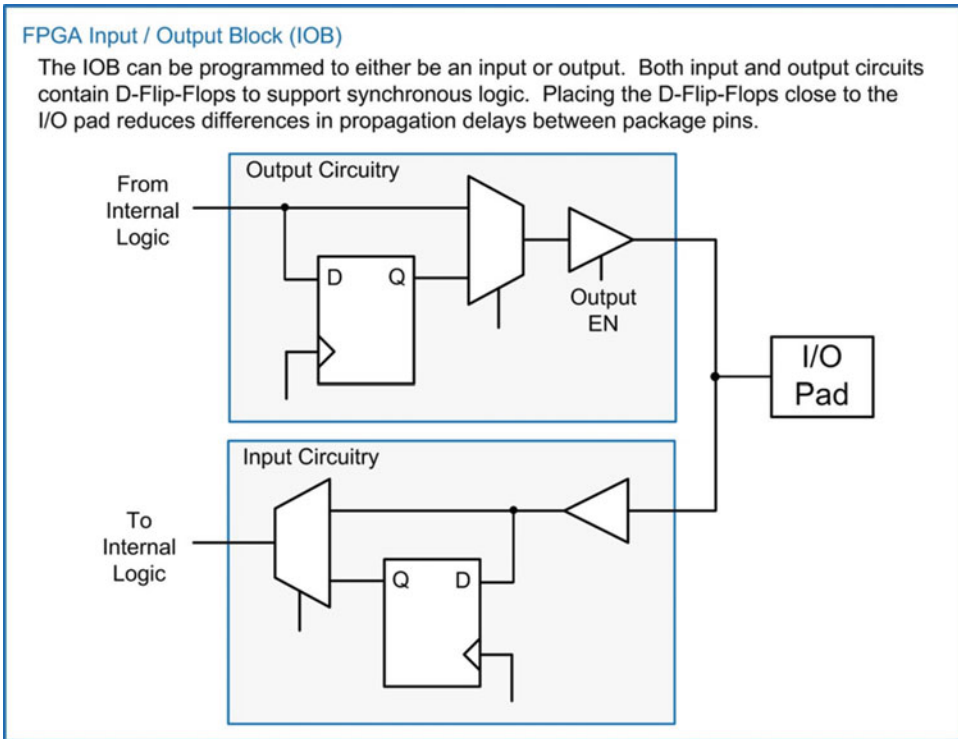 FPGA Input / Output Block (IOB)
The IOB can be programmed to either be an input or output. Both input and output circuits
contain D-Flip-Flops to support synchronous logic. Placing the D-Flip-Flops close to the
I/O pad reduces differences in propagation delays between package pins.
Output Circuitry
From
Internal
Logic
D Q
Output
EN
I/O
Pad
Input Circuitry
To
Internal
Logic
Q D